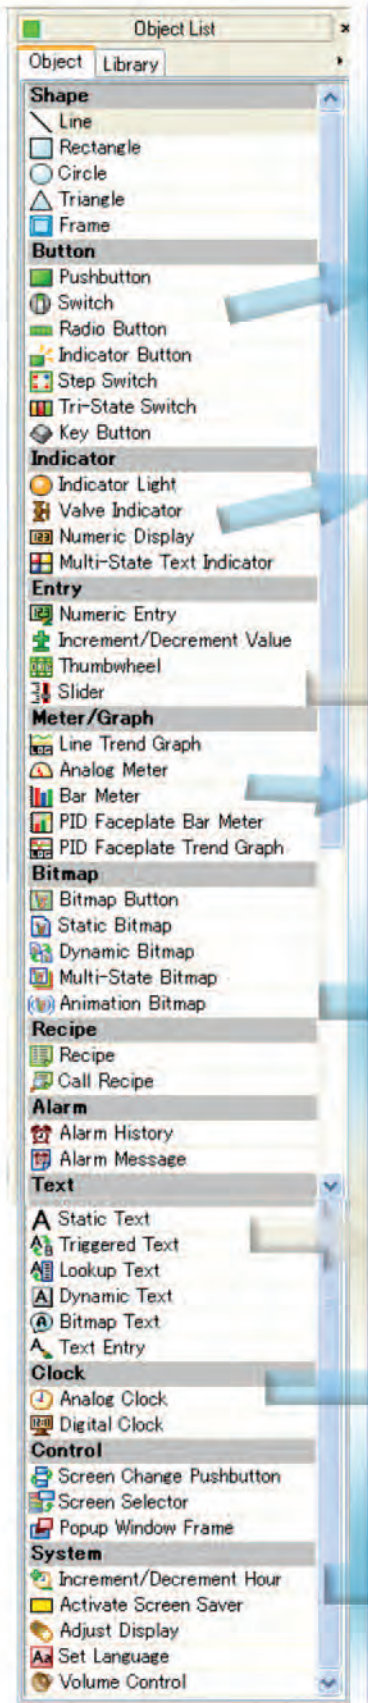 Object List
Object Library
Shape
Line
Rectangle
Circle
Triangle
Frame
Button
Pushbutton
Switch
Radio Button
Indicator Button
Step Switch
Tri-State Switch
Key Button
Indicator
Indicator Light
Valve Indicator
Numeric Display
Multi-State Text Indicator
Entry
Numeric Entry
Increment/Decrement Value
Thumbwheel
Slider
Meter/Graph
Line Trend Graph
Analog Meter
Bar Meter
PID Faceplate Bar Meter
PID Faceplate Trend Graph
Bitmap
Bitmap Button
Static Bitmap
Dynamic Bitmap
Multi-State Bitmap
Animation Bitmap
Recipe
Recipe
Call Recipe
Alarm
Alarm History
Alarm Message
Text
Static Text
Triggered Text
Lookup Text
Dynamic Text
Bitmap Text
Text Entry
Clock
Analog Clock
Digital Clock
Control
Screen Change Pushbutton
Screen Selector
Popup Window Frame
System
Increment/Decrement Hour
Activate Screen Saver
Adjust Display
Set Language
Volume Control